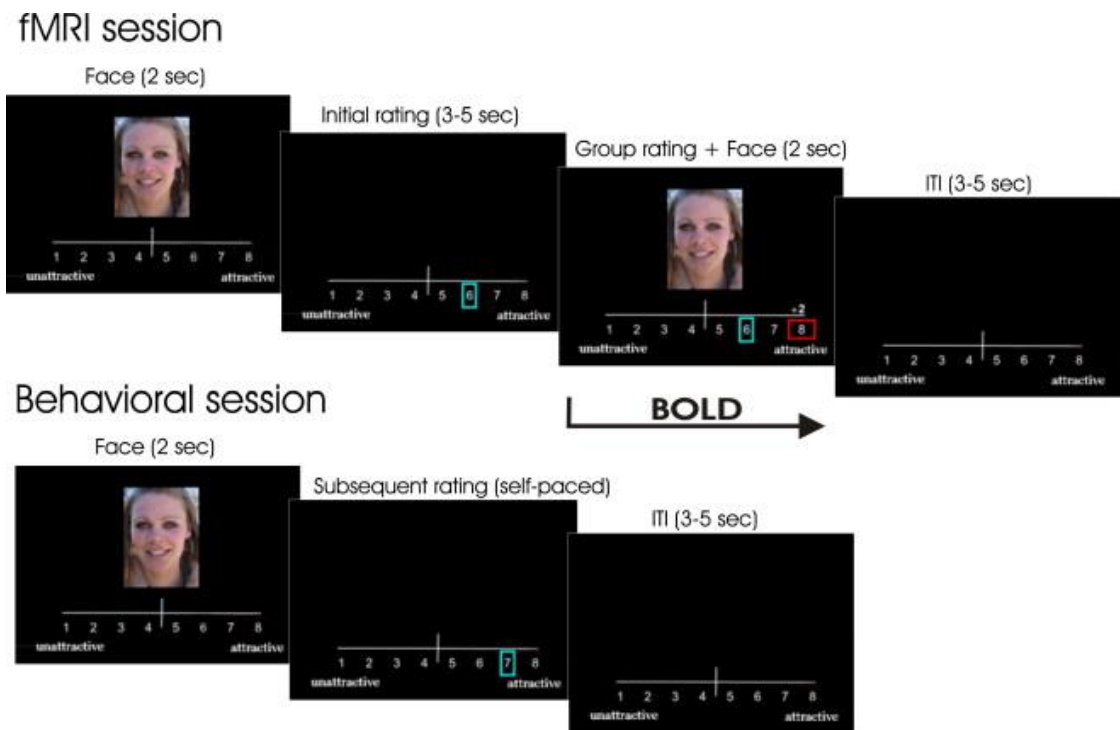 fMRI session
Face (2 sec)
1 2 3 4 5 6 7 8
unattractive attractive
Initial rating (3-5 sec)
1 2 3 4 5 6 7 8
unattractive attractive
Group rating + Face (2 sec)
+2
1 2 3 4 5 6 7 8
unattractive attractive
ITI (3-5 sec)
1 2 3 4 5 6 7 8
unattractive attractive
BOLD
Behavioral session
Face (2 sec)
1 2 3 4 5 6 7 8
unattractive attractive
Subsequent rating (self-paced)
1 2 3 4 5 6 7 8
unattractive attractive
ITI (3-5 sec)
1 2 3 4 5 6 7 8
unattractive attractive